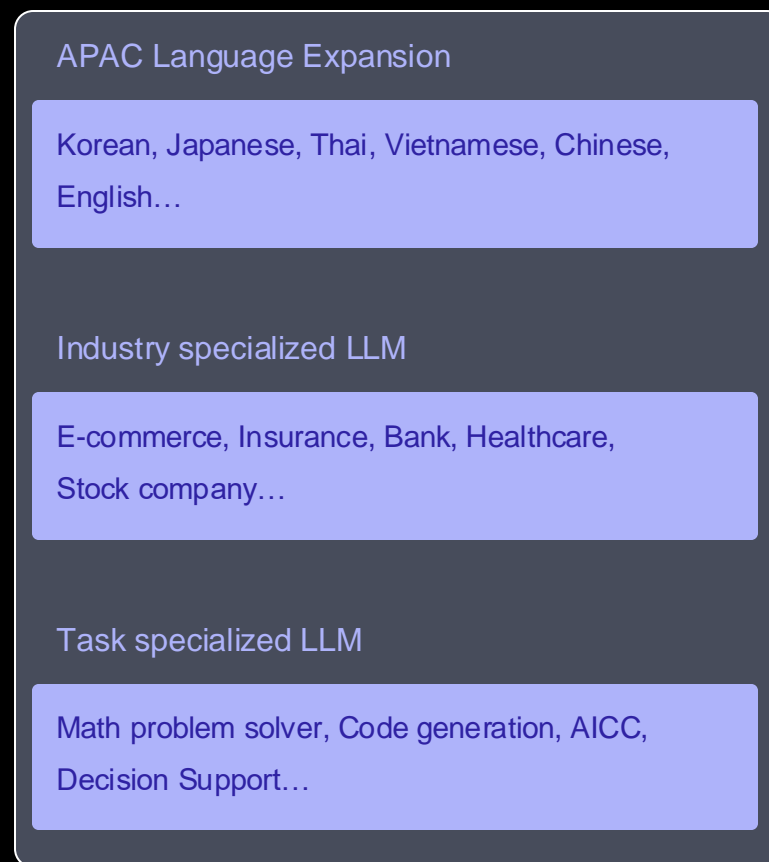 APAC Language Expansion
Korean, Japanese, Thai, Vietnamese, Chinese,
English…
Industry specialized LLM
E-commerce, Insurance, Bank, Healthcare,
Stock company…
Task specialized LLM
Math problem solver, Code generation, AICC,
Decision Support…